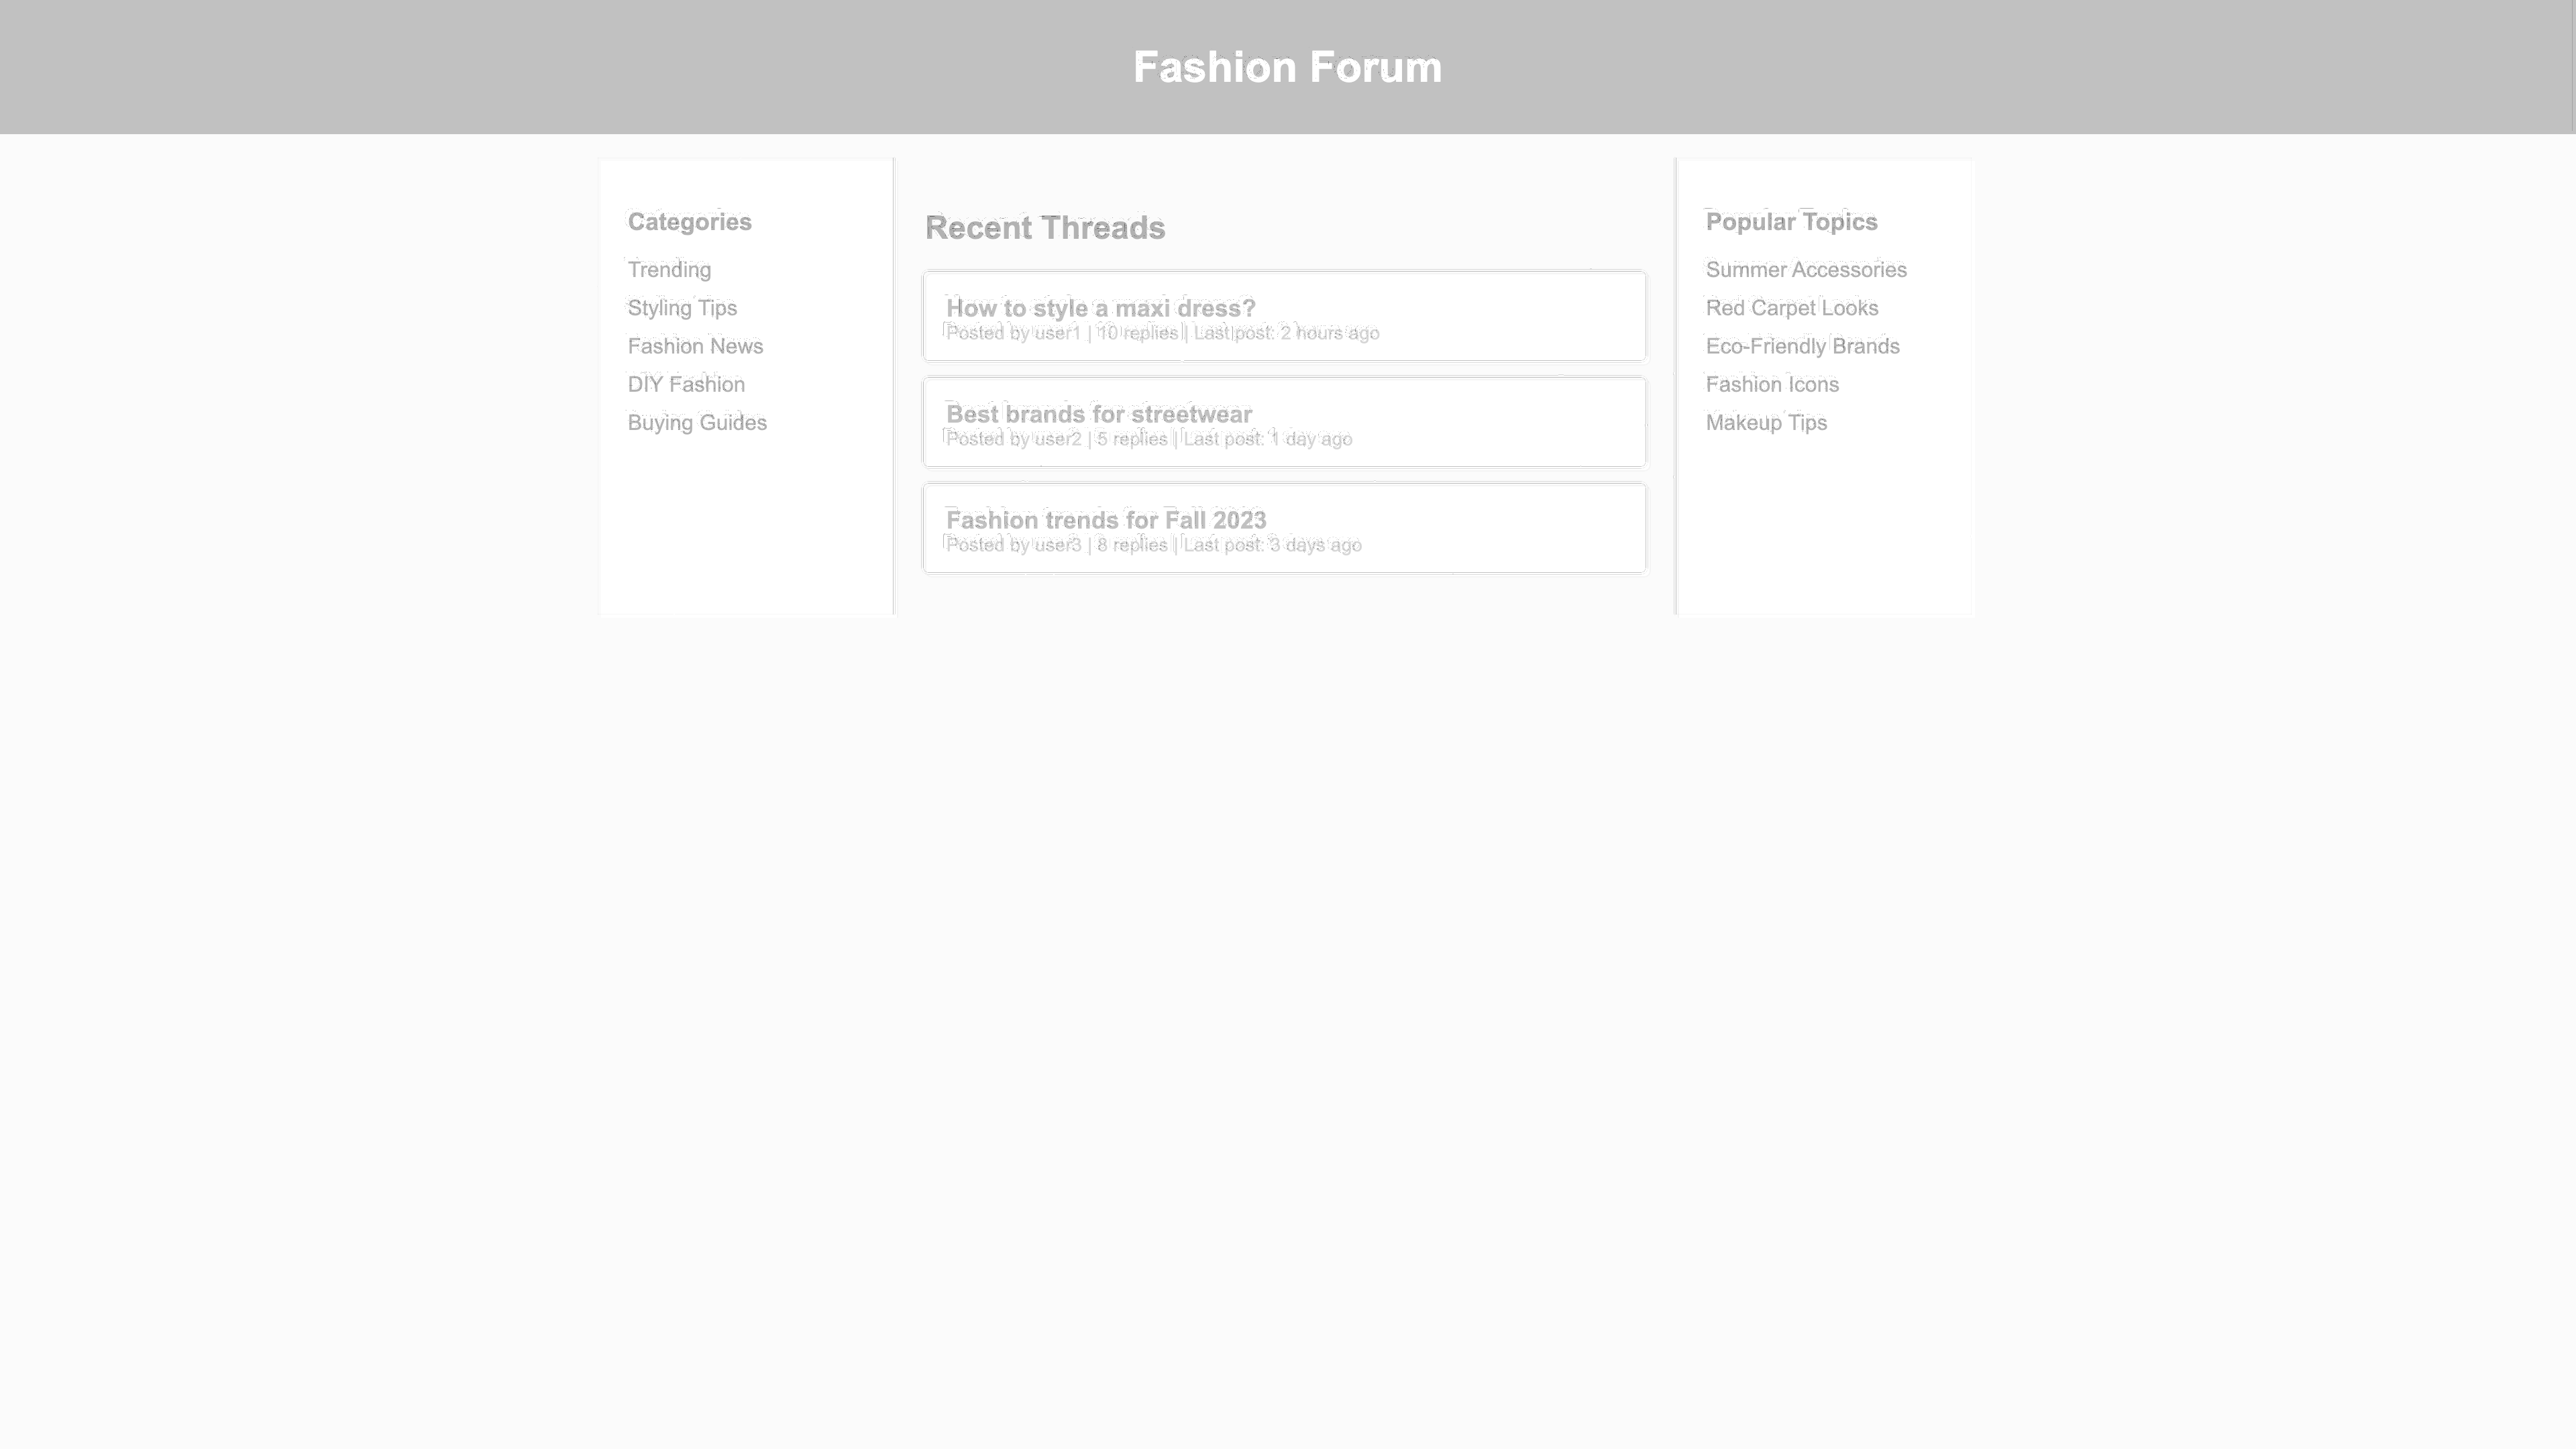 Fashion Forum
Categories
Trending
Styling Tips
Fashion News
DIY Fashion
Buying Guides
Recent Threads
How to style a maxi dress?
Posted by user1 | 10 replies | Last post: 2 hours ago
Best brands for streetwear
Posted by user2 | 5 replies | Last post: 1 day ago
Fashion trends for Fall 2023
Posted by user3 | 8 replies | Last post: 3 days ago
Popular Topics
Summer Accessories
Red Carpet Looks
Eco-Friendly Brands
Fashion Icons
Makeup Tips